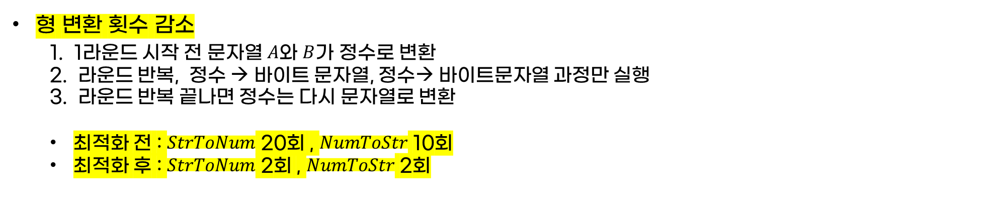 • 형 변환 횟수 감소
1. 1라운드 시작 전 문자열 A와 B가 정수로 변환
2. 라운드 반복, 정수 → 바이트 문자열, 정수→ 바이트문자열 과정만 실행
3. 라운드 반복 끝나면 정수는 다시 문자열로 변환
• 최적화 전 : StrToNum 20회 , NumToStr 10회
• 최적화 후 : StrToNum 2회 , NumToStr 2회